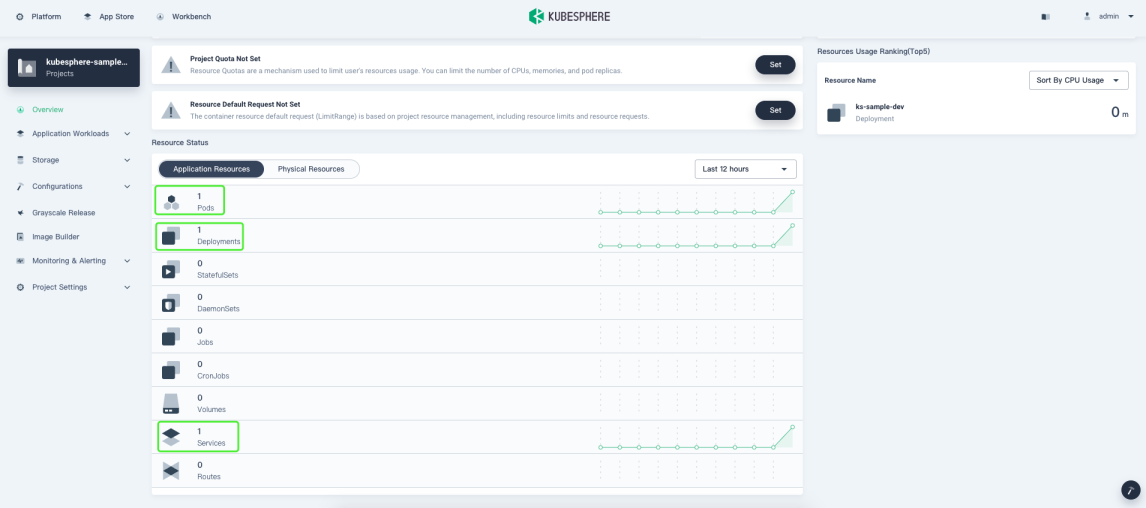 Platform
App Store
Workbench
KUBESPHERE
admin
kubesphere-sample...
Projects
Overview
Application Workloads
Storage
Configurations
Grayscale Release
Image Builder
Monitoring & Alerting
Project Settings
Project Quota Not Set
Resource Quotas are a mechanism used to limit user's resources usage. You can limit the number of CPUs, memories, and pod replicas.
Set
Resource Default Request Not Set
The container resource default request (LimitRange) is based on project resource management, including resource limits and resource requests.
Set
Resource Status
Application Resources
Physical Resources
Last 12 hours
1
Pods
1
Deployments
0
StatefulSets
0
DaemonSets
0
Jobs
0
CronJobs
0
Volumes
1
Services
0
Routes
Resources Usage Ranking(Top5)
Resource Name
Sort By CPU Usage
ks-sample-dev
Deployment
0 m